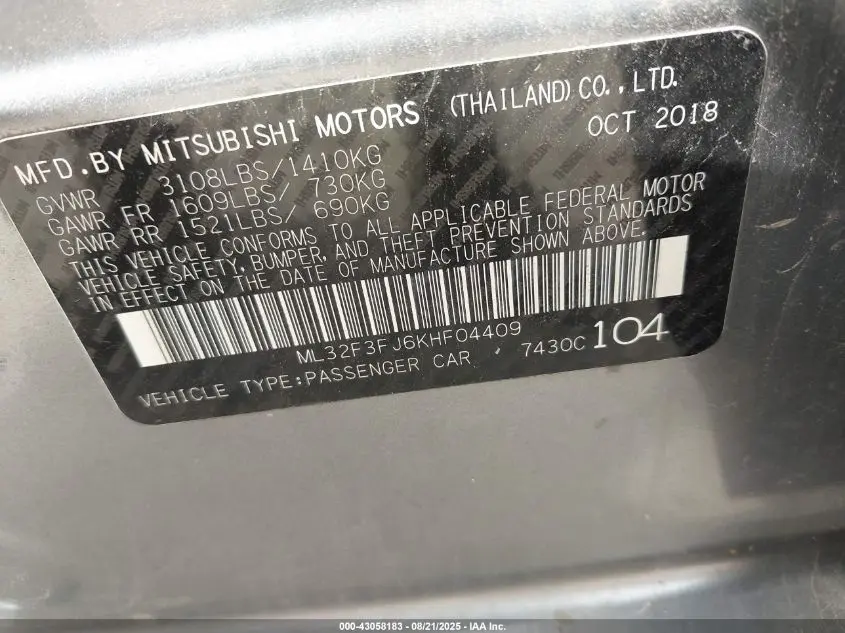 MFD.BY MITSUBISHI MOTORS (THAILAND) CO.,LTD.
OCT 2018
GVWR 3108LBS/1410KG
GAWR FR 1609LBS/ 730KG
GAWR RR 1521LBS/ 690KG
THIS VEHICLE CONFORMS TO ALL APPLICABLE FEDERAL MOTOR
VEHICLE SAFETY, BUMPER, AND THEFT PREVENTION STANDARDS
IN EFFECT ON THE DATE OF MANUFACTURE SHOWN ABOVE.
ML32F3FJ6KHF04409
7430C 104
VEHICLE TYPE:PASSENGER CAR
000-43058183 - 08/21/2025 - IAA Inc.